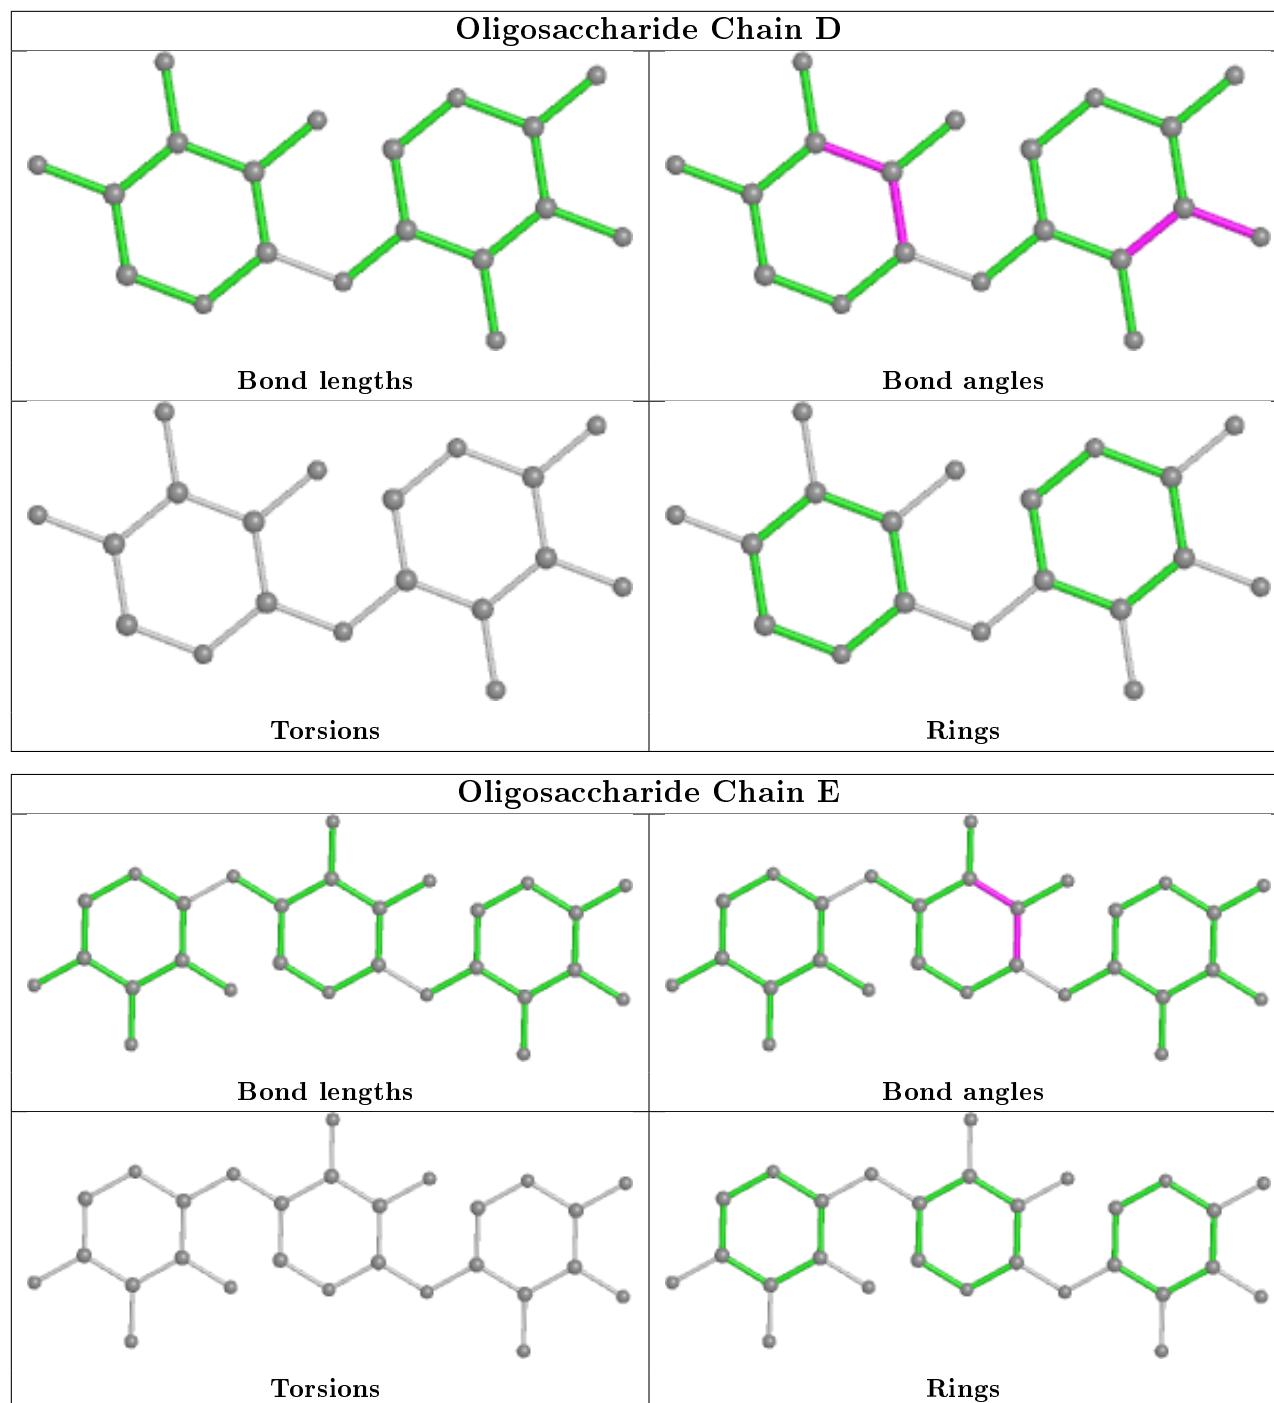 Oligosaccharide Chain D
Bond lengths
Bond angles
Torsions
Rings
Oligosaccharide Chain E
Bond lengths
Bond angles
Torsions
Rings